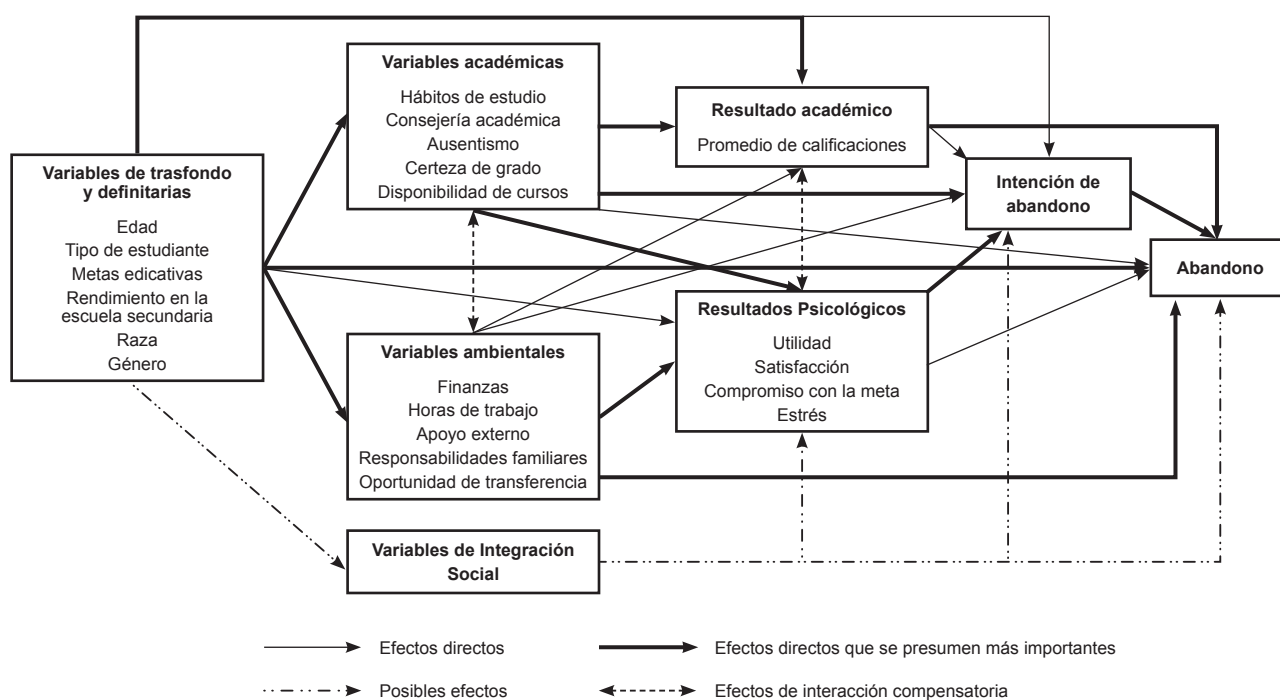 Variables de trasfondo
y definitarias
Edad
Tipo de estudiante
Metas edicativas
Rendimiento en la
escuela secundaria
Raza
Género
Variables académicas
Hábitos de estudio
Consejería académica
Ausentismo
Certeza de grado
Disponibilidad de cursos
Variables ambientales
Finanzas
Horas de trabajo
Apoyo externo
Responsabilidades familiares
Oportunidad de transferencia
Variables de Integración
Social
Resultado académico
Promedio de calificaciones
Resultados Psicológicos
Utilidad
Satisfacción
Compromiso con la meta
Estrés
Intención de
abandono
Abandono
Efectos directos
Efectos directos que se presumen más importantes
Posibles efectos
Efectos de interacción compensatoria